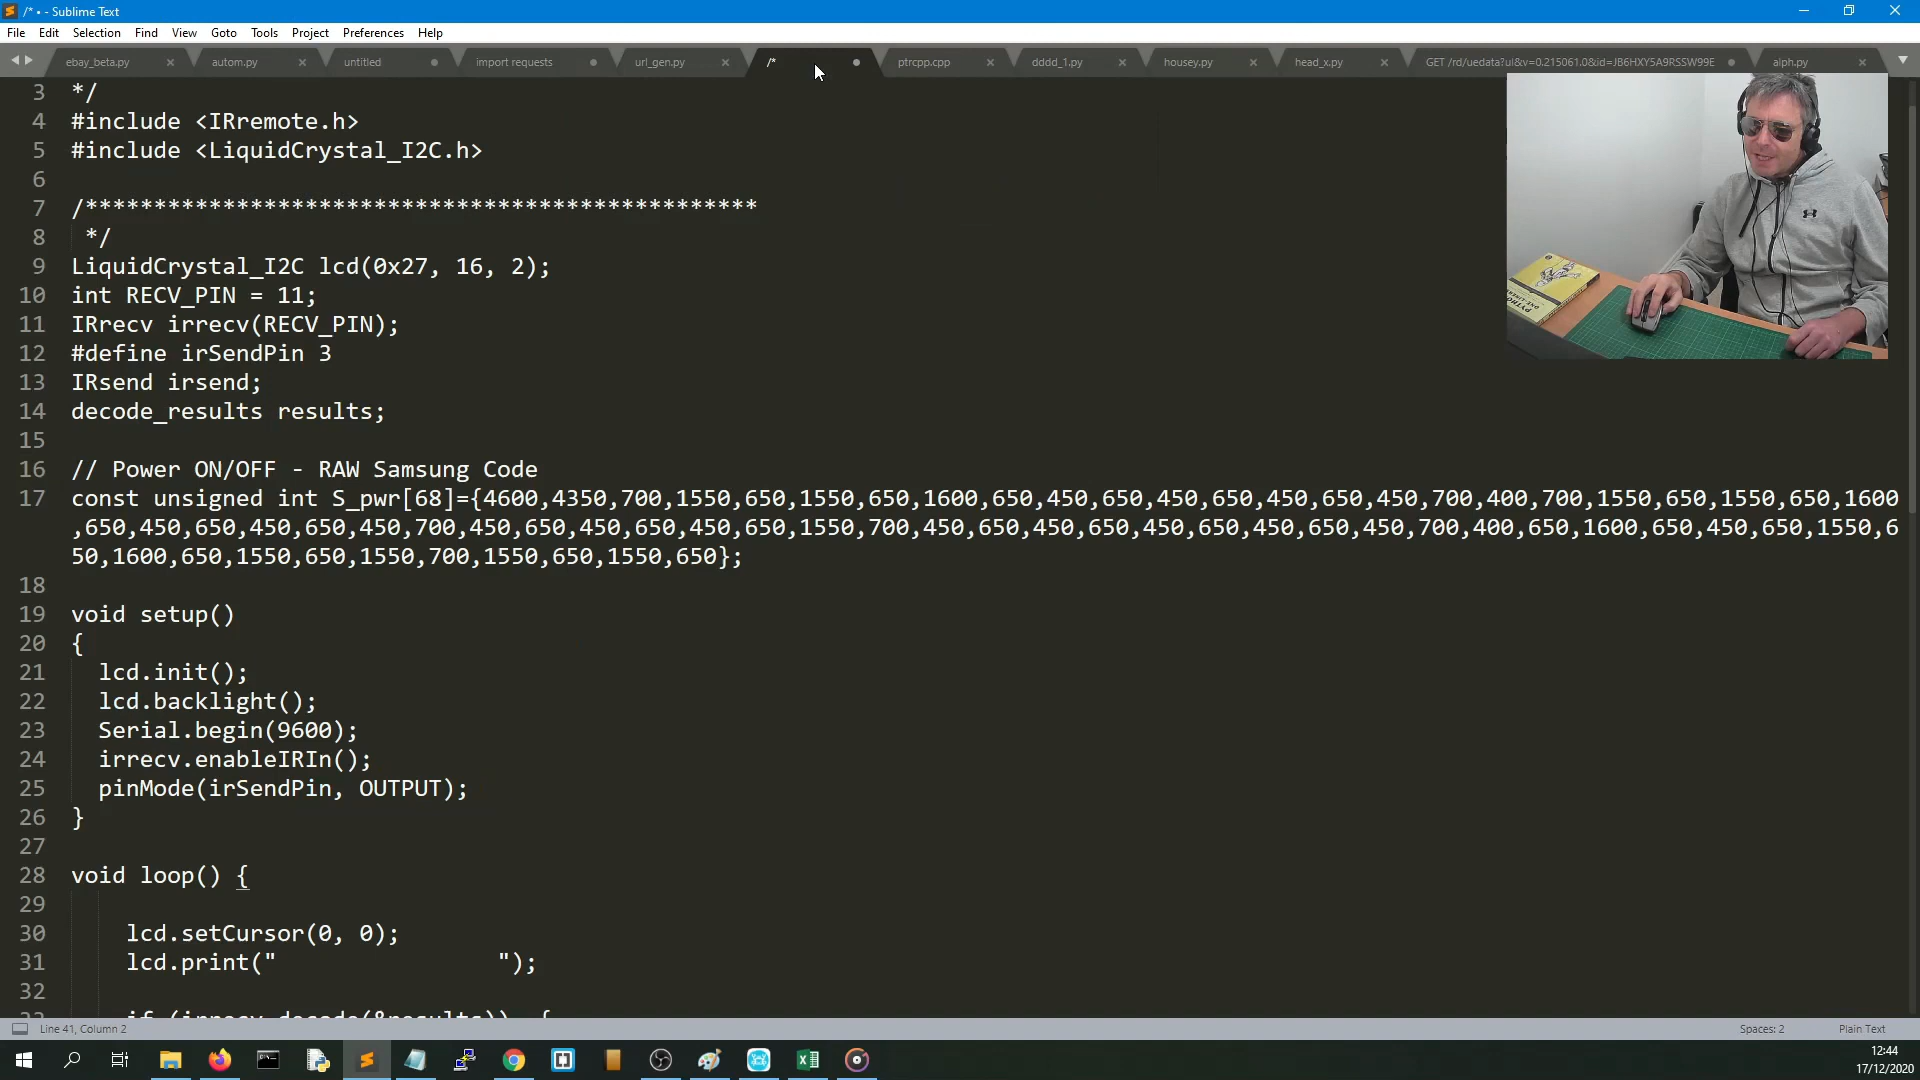 /* • - Sublime Text
File Edit Selection Find View Goto Tools Project Preferences Help
ebay_beta.py autom.py untitled import requests url_gen.py /* ptrcpp.cpp dddd_1.py housey.py head_x.py GET /rd/uedata?ul&v=0.215061.0&id=JB6HXY5A9RSSW99E alph.py
3 */
4 #include <IRremote.h>
5 #include <LiquidCrystal_I2C.h>
6
7 /*************************************************
8 */
9 LiquidCrystal_I2C lcd(0x27, 16, 2);
10 int RECV_PIN = 11;
11 IRrecv irrecv(RECV_PIN);
12 #define irSendPin 3
13 IRsend irsend;
14 decode_results results;
15
16 // Power ON/OFF - RAW Samsung Code
17 const unsigned int S_pwr[68]={4600,4350,700,1550,650,1550,650,1600,650,450,650,450,650,450,650,450,700,400,700,1550,650,1550,650,1600
,650,450,650,450,650,450,700,450,650,450,650,450,650,1550,700,450,650,450,650,450,650,450,650,450,700,400,650,1600,650,450,650,1550,6
50,1600,650,1550,650,1550,700,1550,650,1550,650};
18
19 void setup()
20 {
21 lcd.init();
22 lcd.backlight();
23 Serial.begin(9600);
24 irrecv.enableIRIn();
25 pinMode(irSendPin, OUTPUT);
26 }
27
28 void loop() {
29
30 lcd.setCursor(0, 0);
31 lcd.print("                ");
32
33 if (irrecv.decode(&results)) {
Line 41, Column 2 Spaces: 2 Plain Text
12:44
17/12/2020
PYTHON